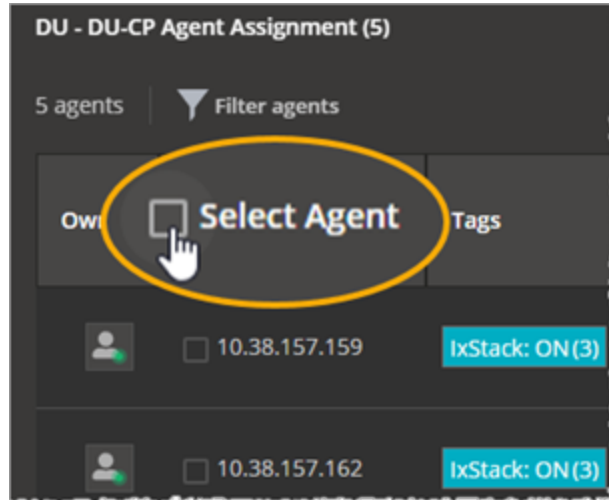 DU - DU-CP Agent Assignment (5)
5 agents Filter agents
Select Agent Tags
10.38.157.159 IxStack: ON(3)
10.38.157.162 IxStack: ON(3)